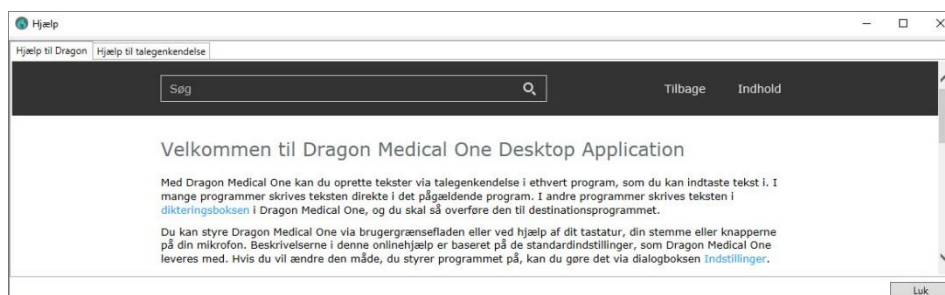 Hjælp
Hjælp til Dragon Hjælp til talegenkendelse
Søg Tilbage Indhold
Velkommen til Dragon Medical One Desktop Application
Med Dragon Medical One kan du oprette tekster via talegenkendelse i ethvert program, som du kan indtaste tekst i. I
mange programmer skrives teksten direkte i det pågældende program. I andre programmer skrives teksten i
dikteringsboksen i Dragon Medical One, og du skal så overføre den til destinationsprogrammet.
Du kan styre Dragon Medical One via brugergrænsefladen eller ved hjælp af dit tastatur, din stemme eller knapperne
på din mikrofon. Beskrivelserne i denne onlinehjælp er baseret på de standardindstillinger, som Dragon Medical One
leveres med. Hvis du vil ændre den måde, du styrer programmet på, kan du gøre det via dialogboksen Indstillinger.
Luk